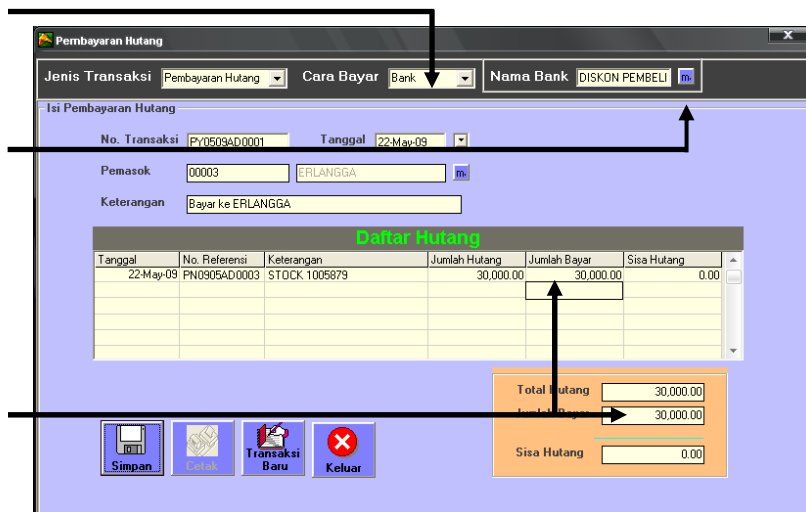 Pembayaran Hutang
Jenis Transaksi Pembayaran Hutang Cara Bayar Bank Nama Bank DISKON PEMBELI m.
Isi Pembayaran Hutang
No. Transaksi PY0509AD0001 Tanggal 22-May-09
Pemasok 00003 ERLANGGA m.
Keterangan Bayar ke ERLANGGA
Daftar Hutang
Tanggal No. Referensi Keterangan Jumlah Hutang Jumlah Bayar Sisa Hutang
22-May-09 PN0905AD0003 STOCK 1005879 30,000.00 30,000.00 0.00
Total Hutang 30,000.00
Jumlah Bayar 30,000.00
Sisa Hutang 0.00
Simpan Cetak Transaksi Baru Keluar